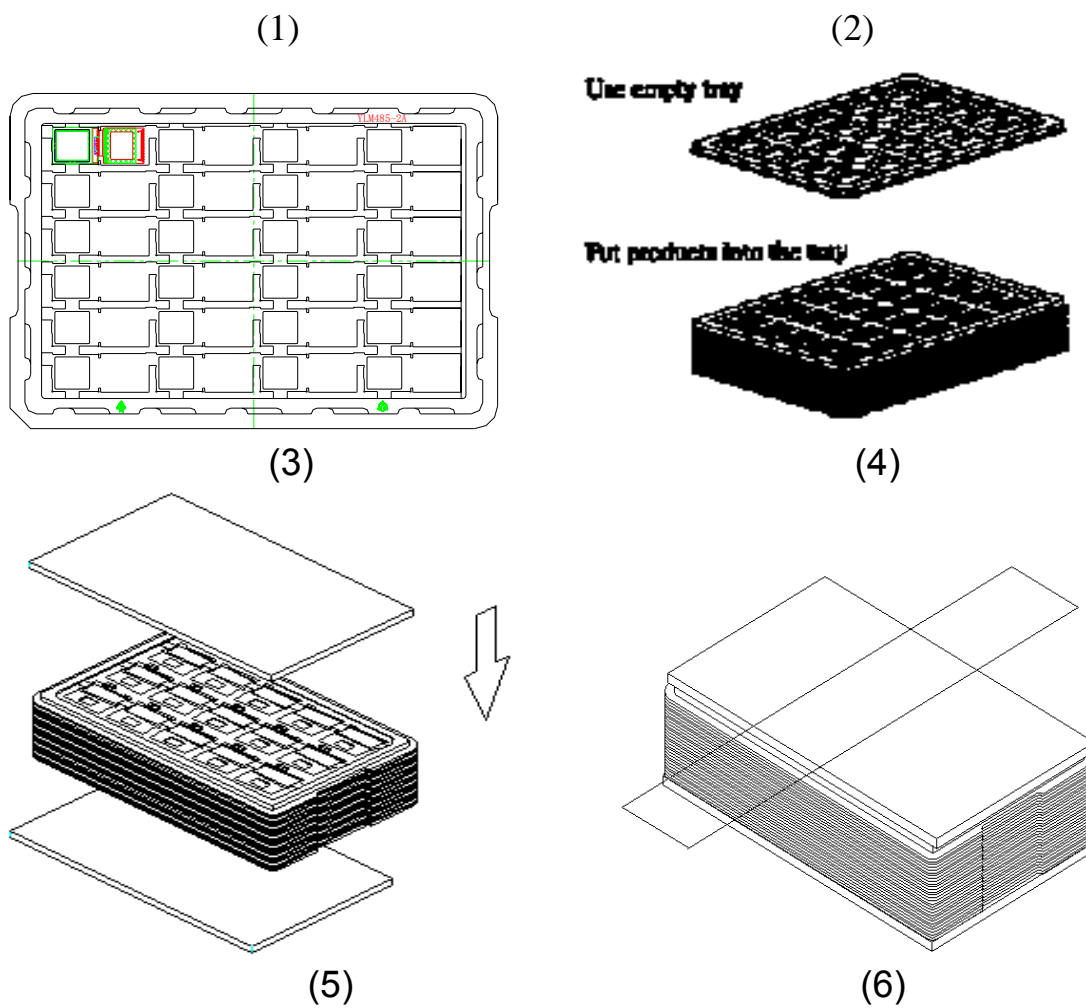 (1)
(2)
Use empty tray
YLM485-2A
Put products into the tray
(3)
(4)
(5)
(6)